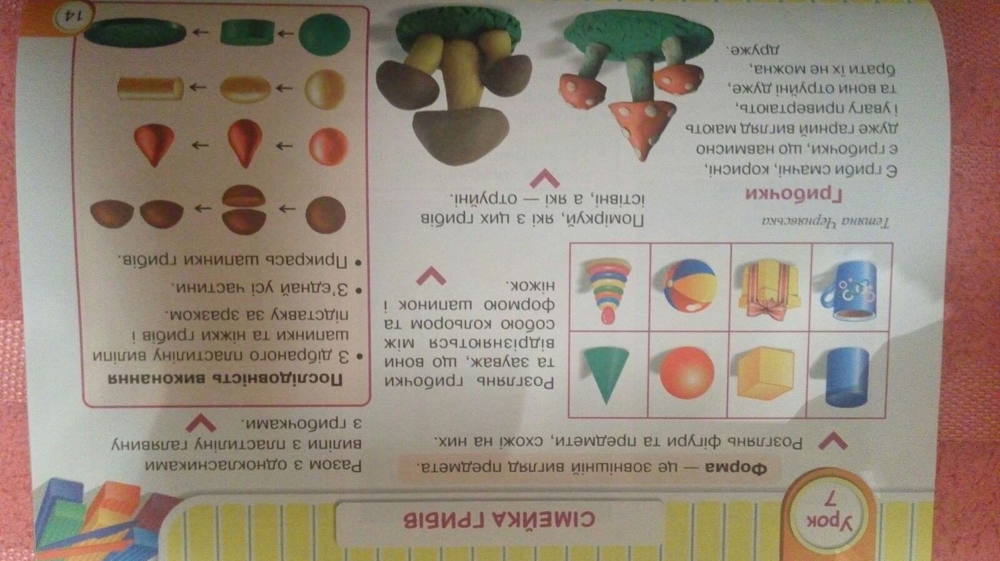 Урок
7
СІМЕЙКА ГРИБІВ
Форма — це зовнішній вигляд предмета.
Розглянь фігури та предмети, схожі на них.
Розглянь грибочки
та зауваж, що вони
відрізняються між
собою кольором та
формою шапинок і
ніжок.
Тетяна Чернявська
Грибочки
Є гриби смачні, корисні,
є грибочки, що навмисно
дуже гарний вигляд мають
і увагу привертають,
та вони отруйні дуже,
брати їх не можна,
друже.
Поміркуй, які з цих грибів
їстівні, а які — отруйні.
Разом з однокласниками
виліпи з пластиліну галявину
з грибочками.
Послідовність виконання
• З дібраного пластиліну виліпи
шапинки та ніжки грибів і
підставку за зразком.
• З'єднай усі частини.
• Прикрась шапинки грибів.
14